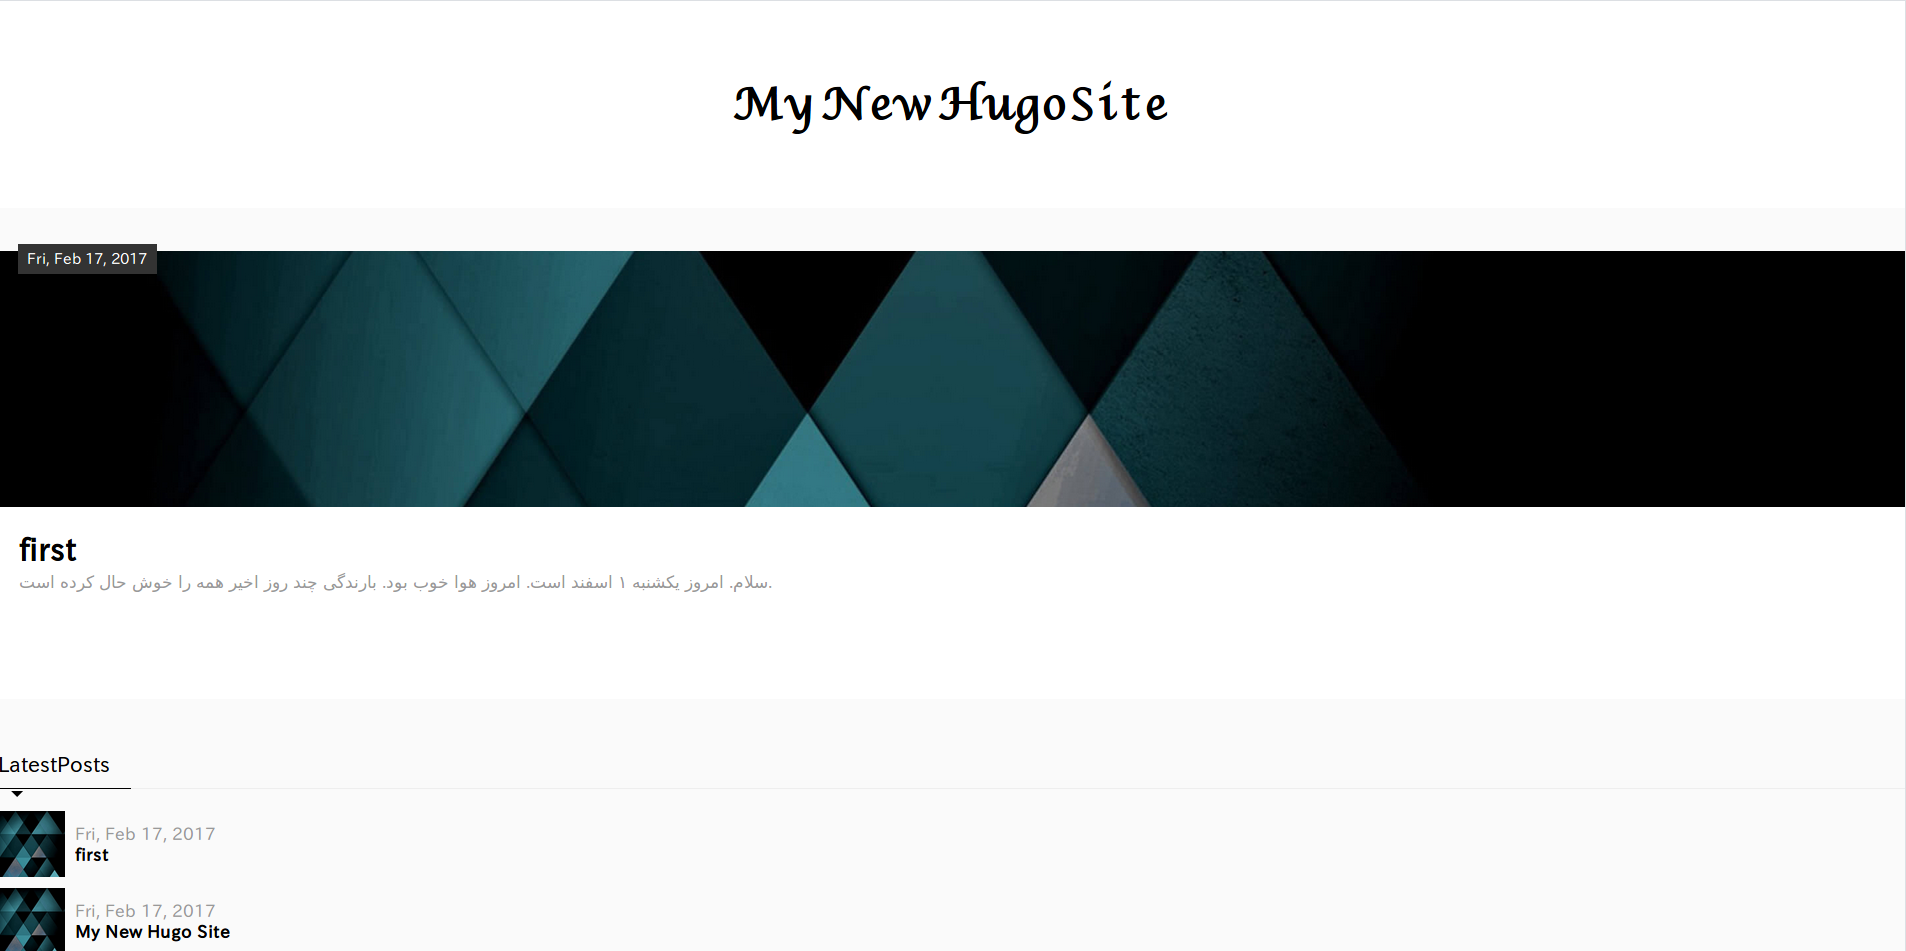 My New Hugo Site
Fri, Feb 17, 2017
first
سلام. امروز یکشنبه ۱ اسفند است. امروز هوا خوب بود. بارندگی چند روز اخیر همه را خوش حال کرده است.
LatestPosts
Fri, Feb 17, 2017
first
Fri, Feb 17, 2017
My New Hugo Site